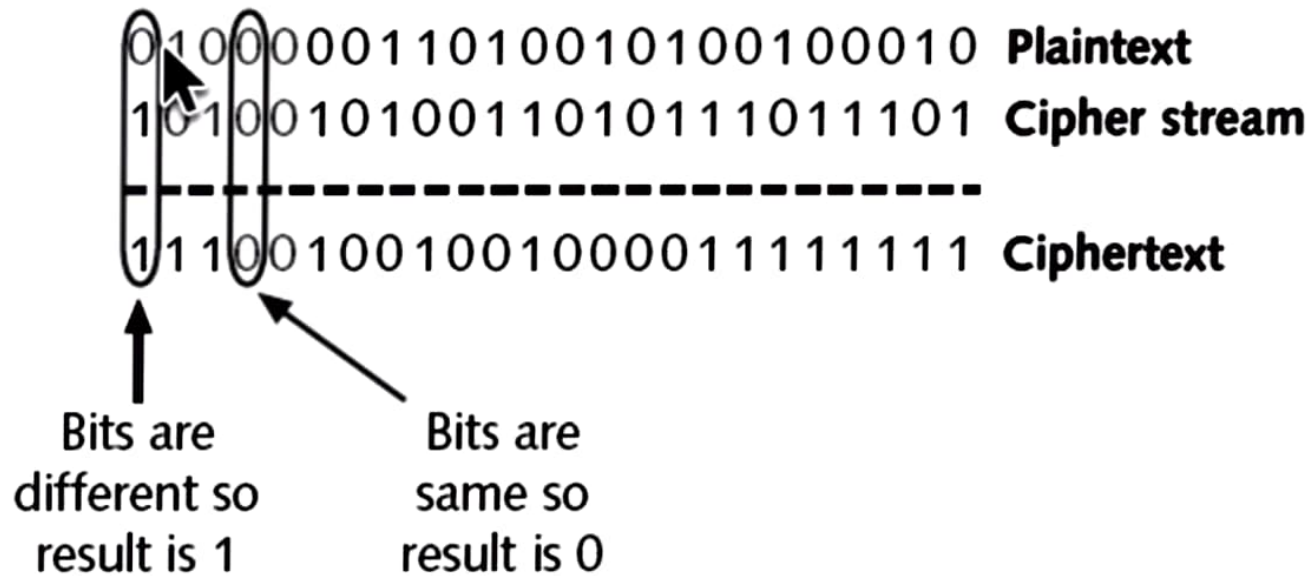 010000011010010100100010 Plaintext
101001010011010111011101 Cipher stream
111001001001000011111111 Ciphertext
Bits are
different so
result is 1
Bits are
same so
result is 0